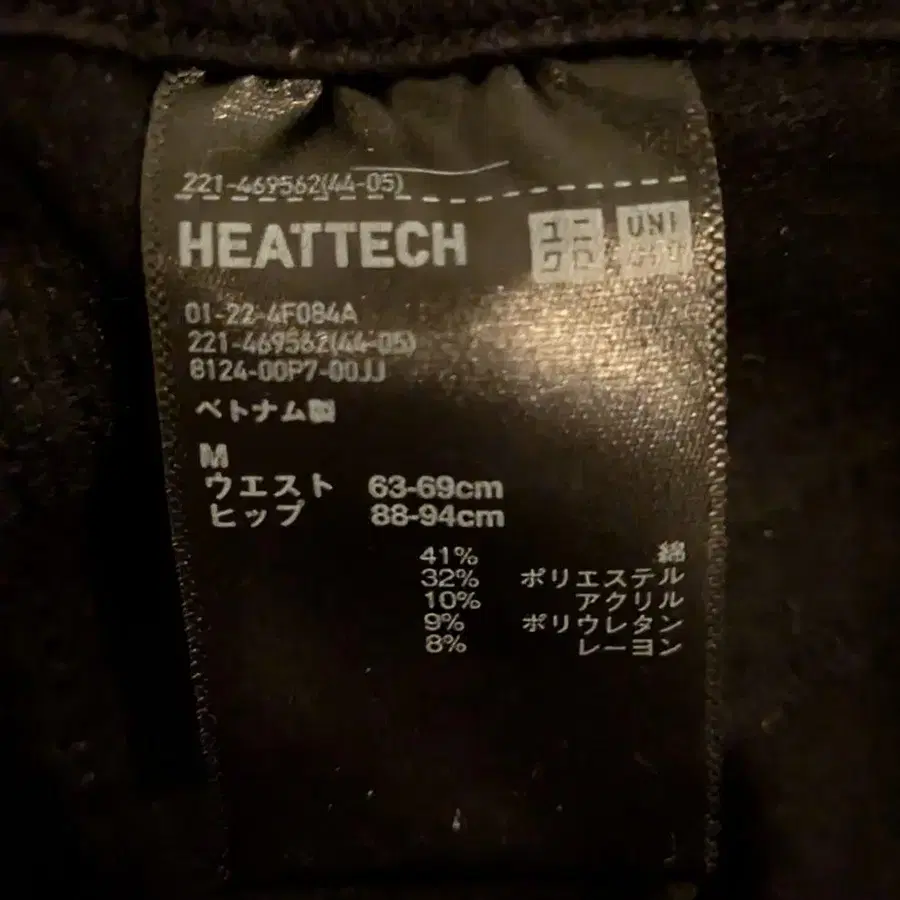 221-469562(44-05)
HEATTECH
ユニ
クロ
UNI
QLO
01-22-4F084A
221-469562(44-05)
8124-00P7-00JJ
ベトナム製
M
ウエスト 63-69cm
ヒップ 88-94cm
41% 綿
32% ポリエステル
10% アクリル
9% ポリウレタン
8% レーヨン